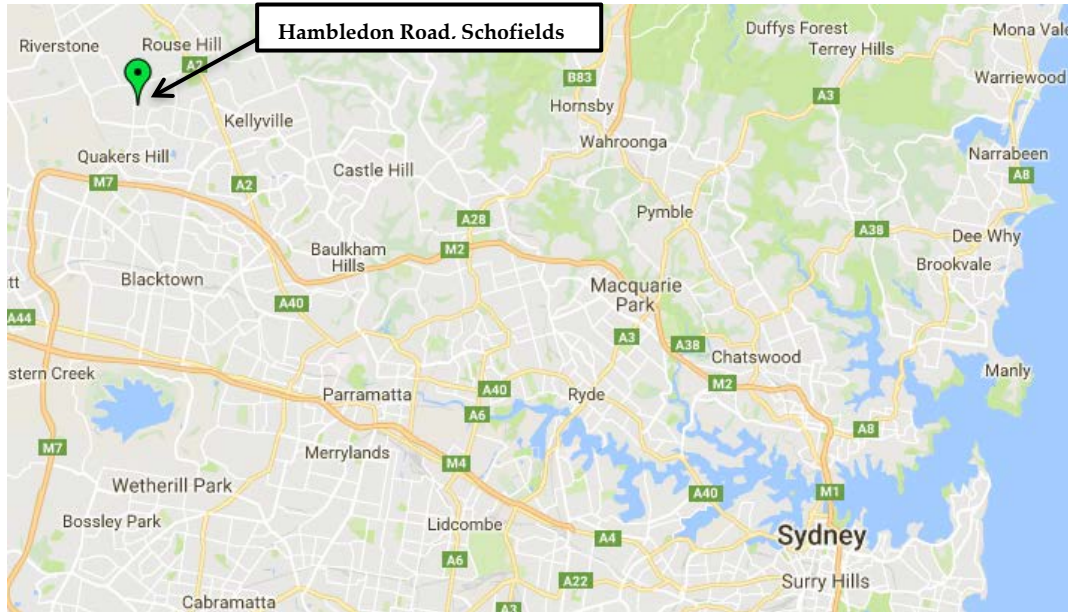 Hambledon Road. Schofields
Duffys Forest
Mona Vale
Riverstone
Rouse Hill
Terrey Hills
A2
B83
Warriewood
A3
Hornsby
Kellyville
Wahroonga
Quakers Hill
Castle Hill
Narrabeen
M7
A2
A8
A28
Pymble
A38
Dee Why
M2
Baulkham
Hills
Brookvale
Blacktown
Macquarie
Park
tt
A40
A44
A3
A38
Chatswood
stern Creek
Manly
M2
Parramatta
A40
Ryde
A6
A8
M7
Merrylands
M4
Wetherill Park
A40
M1
Bossley Park
Lidcombe
Sydney
A4
A6
A22
Surry Hills
Cabramatta
A3